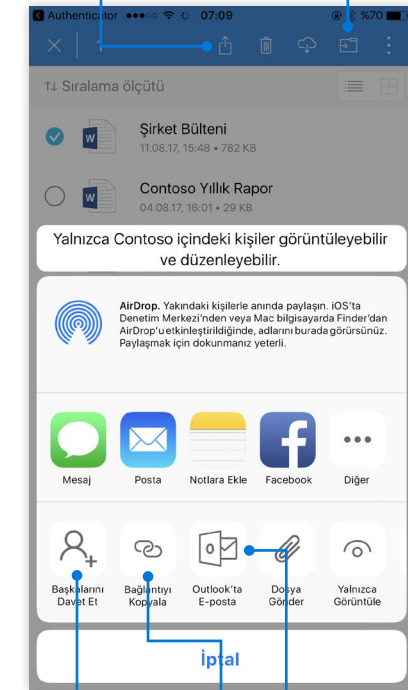 Authenticator 07:09 %70
1
↑↓ Sıralama ölçütü
W Şirket Bülteni
11.08.17, 15:48 • 782 KB
W Contoso Yıllık Rapor
04.08.17, 16:01 • 29 KB
Yalnızca Contoso içindeki kişiler görüntüleyebilir
ve düzenleyebilir.
AirDrop. Yakındaki kişilerle anında paylaşın. iOS’ta
Denetim Merkezi’nden veya Mac bilgisayarda Finder’dan
AirDrop’u etkinleştirildiğinde, adlarını burada görürsünüz.
Paylaşmak için dokunmanız yeterli.
Mesaj Posta Notlara Ekle Facebook Diğer
Başkalarını Bağlantıyı Outlook’ta Dosya Yalnızca
Davet Et Kopyala E-posta Gönder Görüntüle
İptal